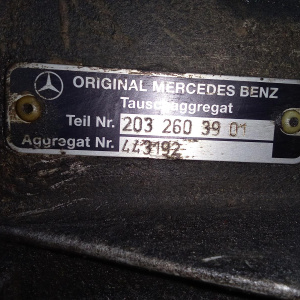 ORIGINAL MERCEDES BENZ
Tauschaggregat
Teil Nr. 203 260 39 01
Aggregat Nr. 443192